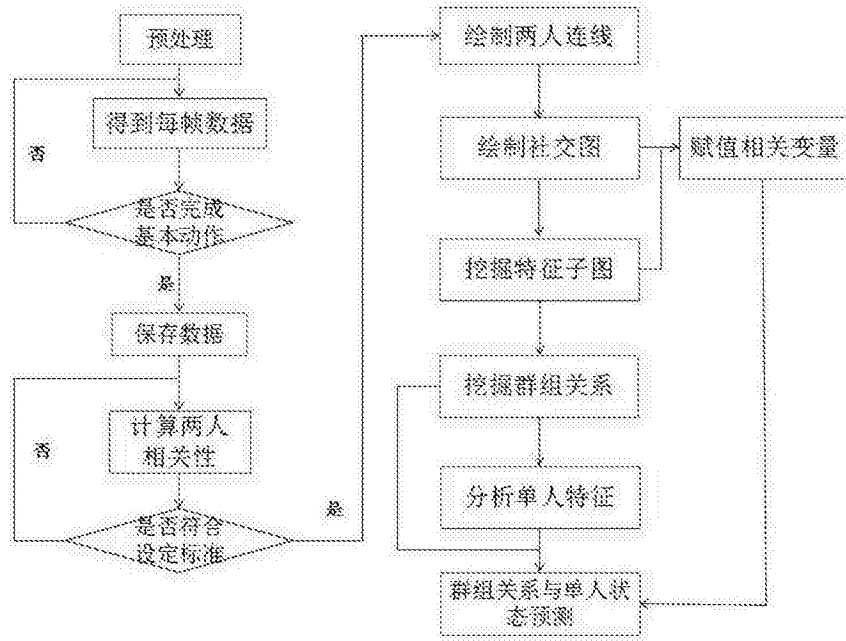 预处理
得到每帧数据
否
是否完成
基本动作
是
保存数据
计算两人
相关性
否
是否符合
设定标准
是
绘制两人连线
绘制社交图
赋值相关变量
挖掘特征子图
挖掘群组关系
分析单人特征
群组关系与单人状
态预测